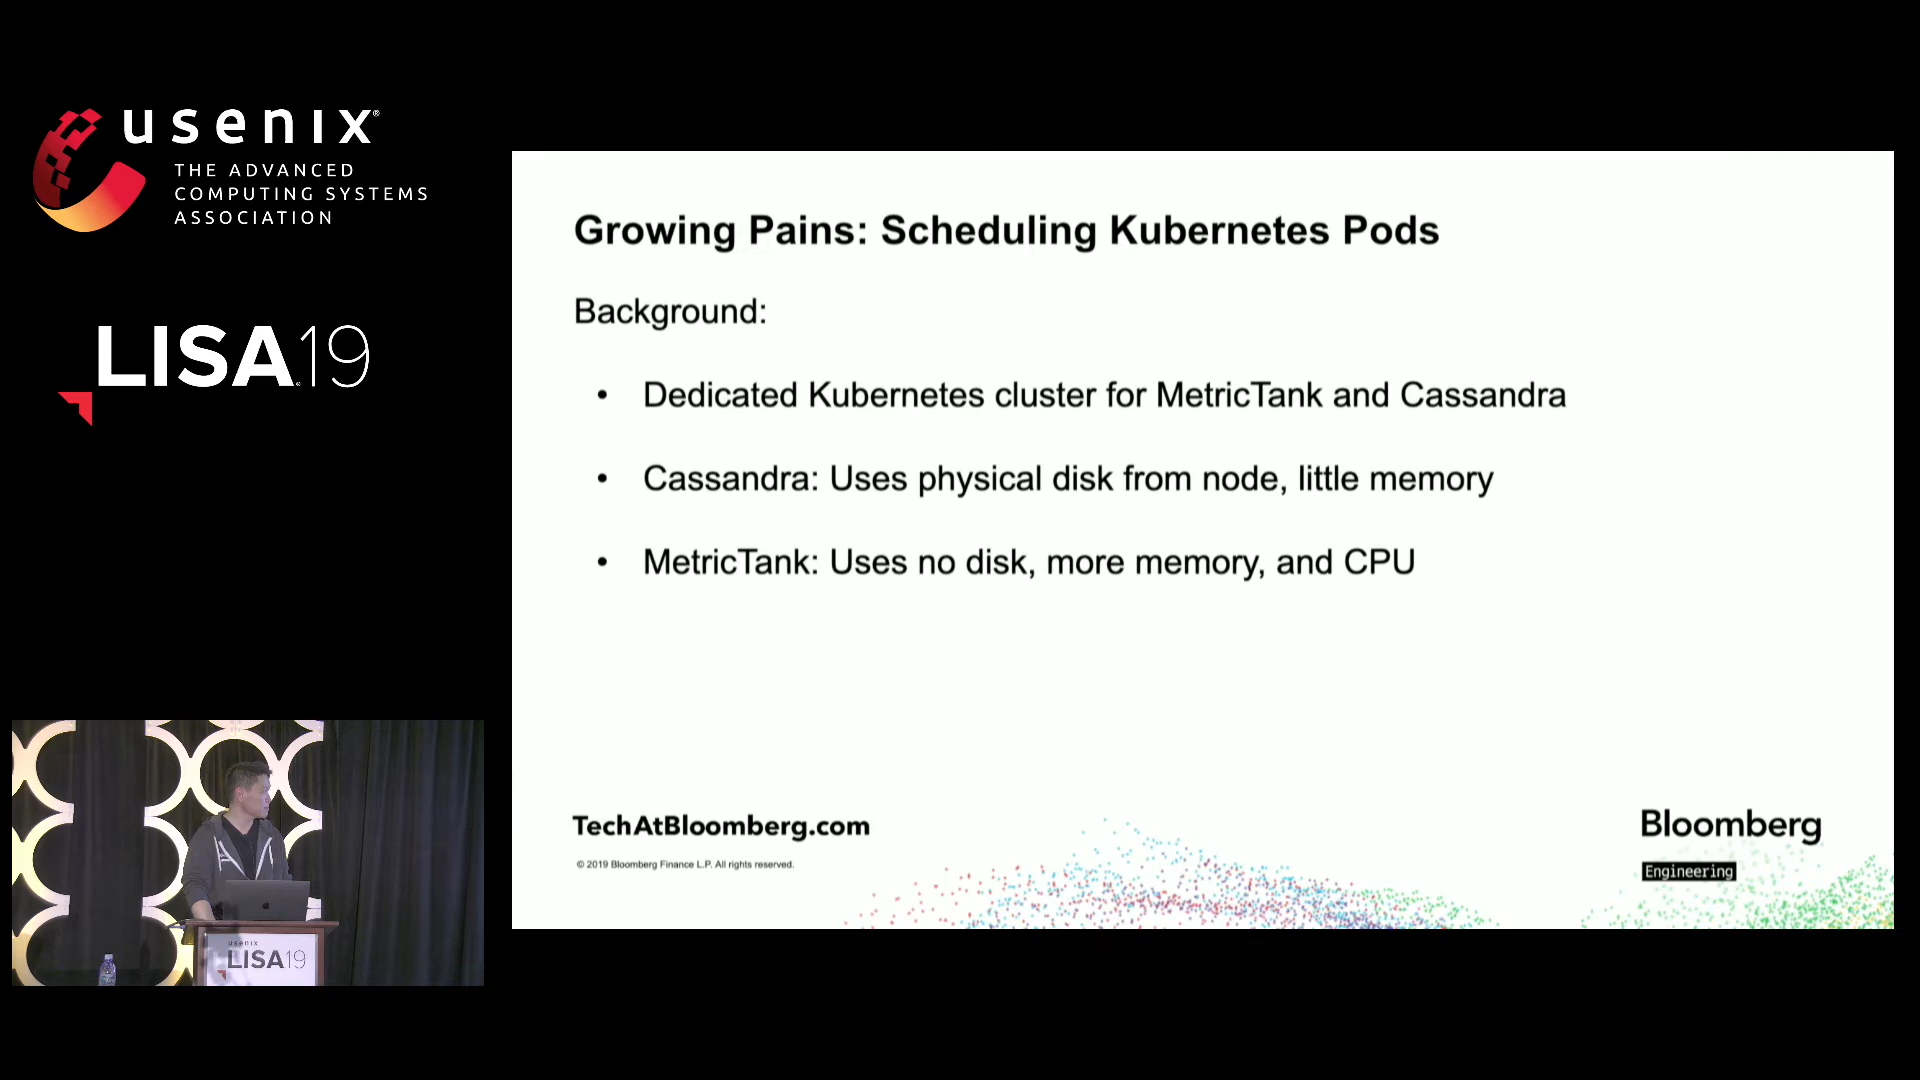 usenix®
THE ADVANCED
COMPUTING SYSTEMS
ASSOCIATION
LISA19
Growing Pains: Scheduling Kubernetes Pods
Background:
• Dedicated Kubernetes cluster for MetricTank and Cassandra
• Cassandra: Uses physical disk from node, little memory
• MetricTank: Uses no disk, more memory, and CPU
TechAtBloomberg.com
© 2019 Bloomberg Finance L.P. All rights reserved.
Bloomberg
Engineering
usenix
LISA19